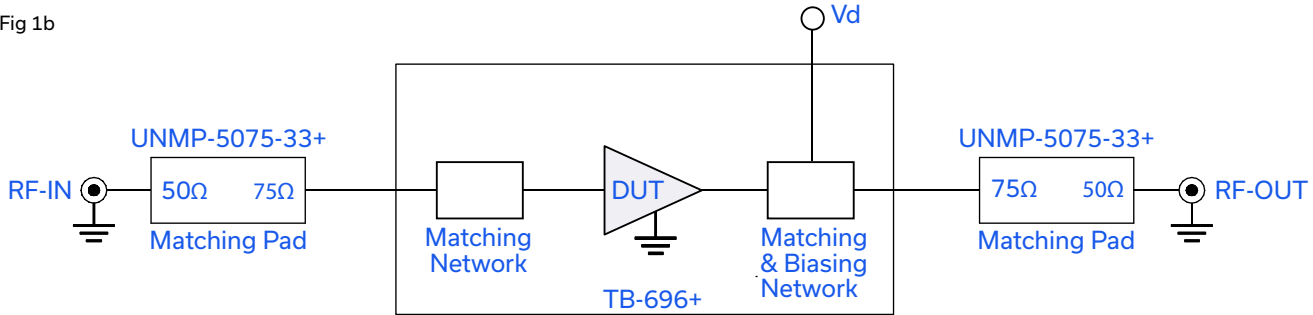 Fig 1b
Vd
UNMP-5075-33+
UNMP-5075-33+
RF-IN
50Ω
75Ω
DUT
75Ω
50Ω
RF-OUT
Matching Pad
Matching
Network
Matching
& Biasing
Network
Matching Pad
TB-696+